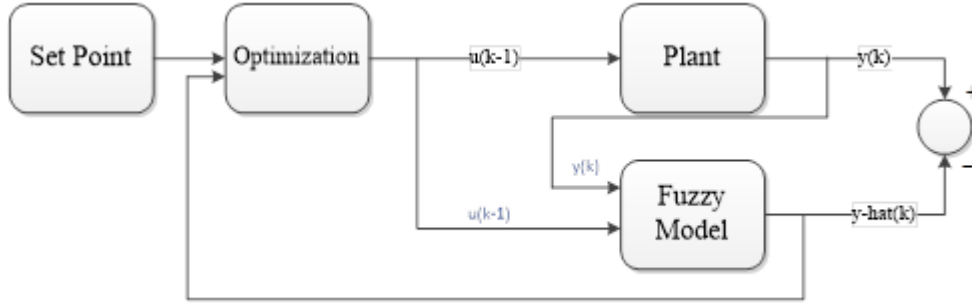 Set Point
Optimization
u(k-1)
Plant
y(k)
+
y(k)
−
u(k-1)
Fuzzy
Model
y-hat(k)